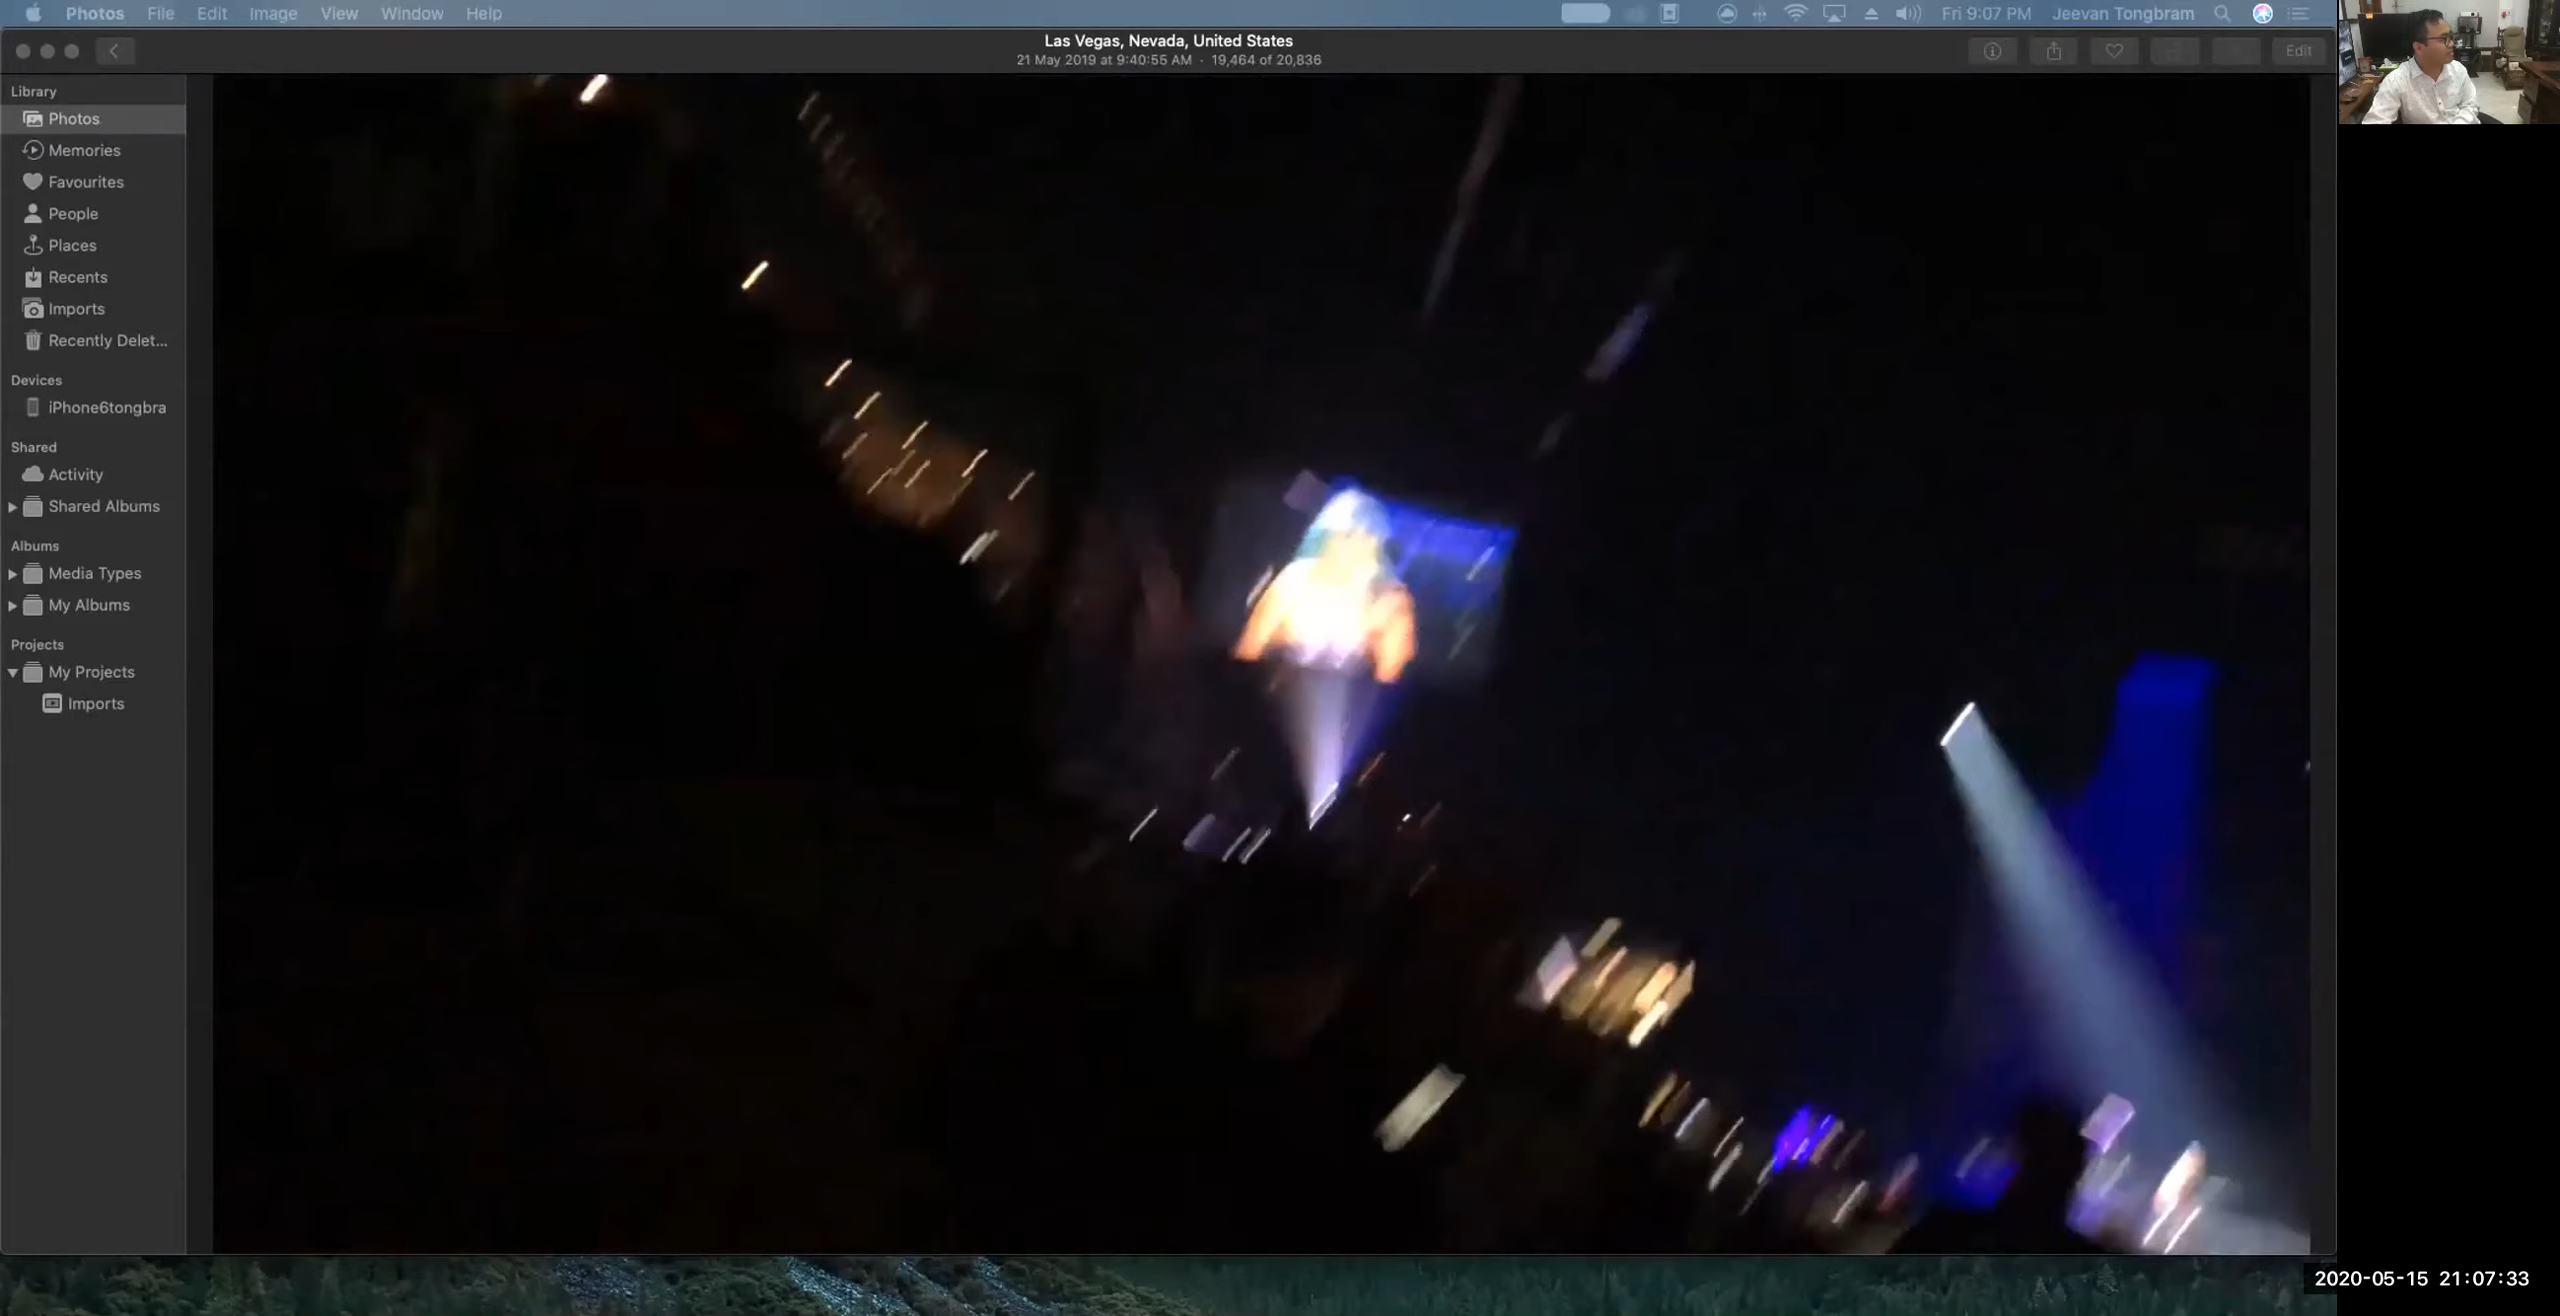 Photos File Edit Image View Window Help
Fri 9:07 PM Jeevan Tongbram
Las Vegas, Nevada, United States
21 May 2019 at 9:40:55 AM · 19,464 of 20,836
Edit
Library
Photos
Memories
Favourites
People
Places
Recents
Imports
Recently Delet...
Devices
iPhone6tongbra
Shared
Activity
Shared Albums
Albums
Media Types
My Albums
Projects
My Projects
Imports
2020-05-15 21:07:33